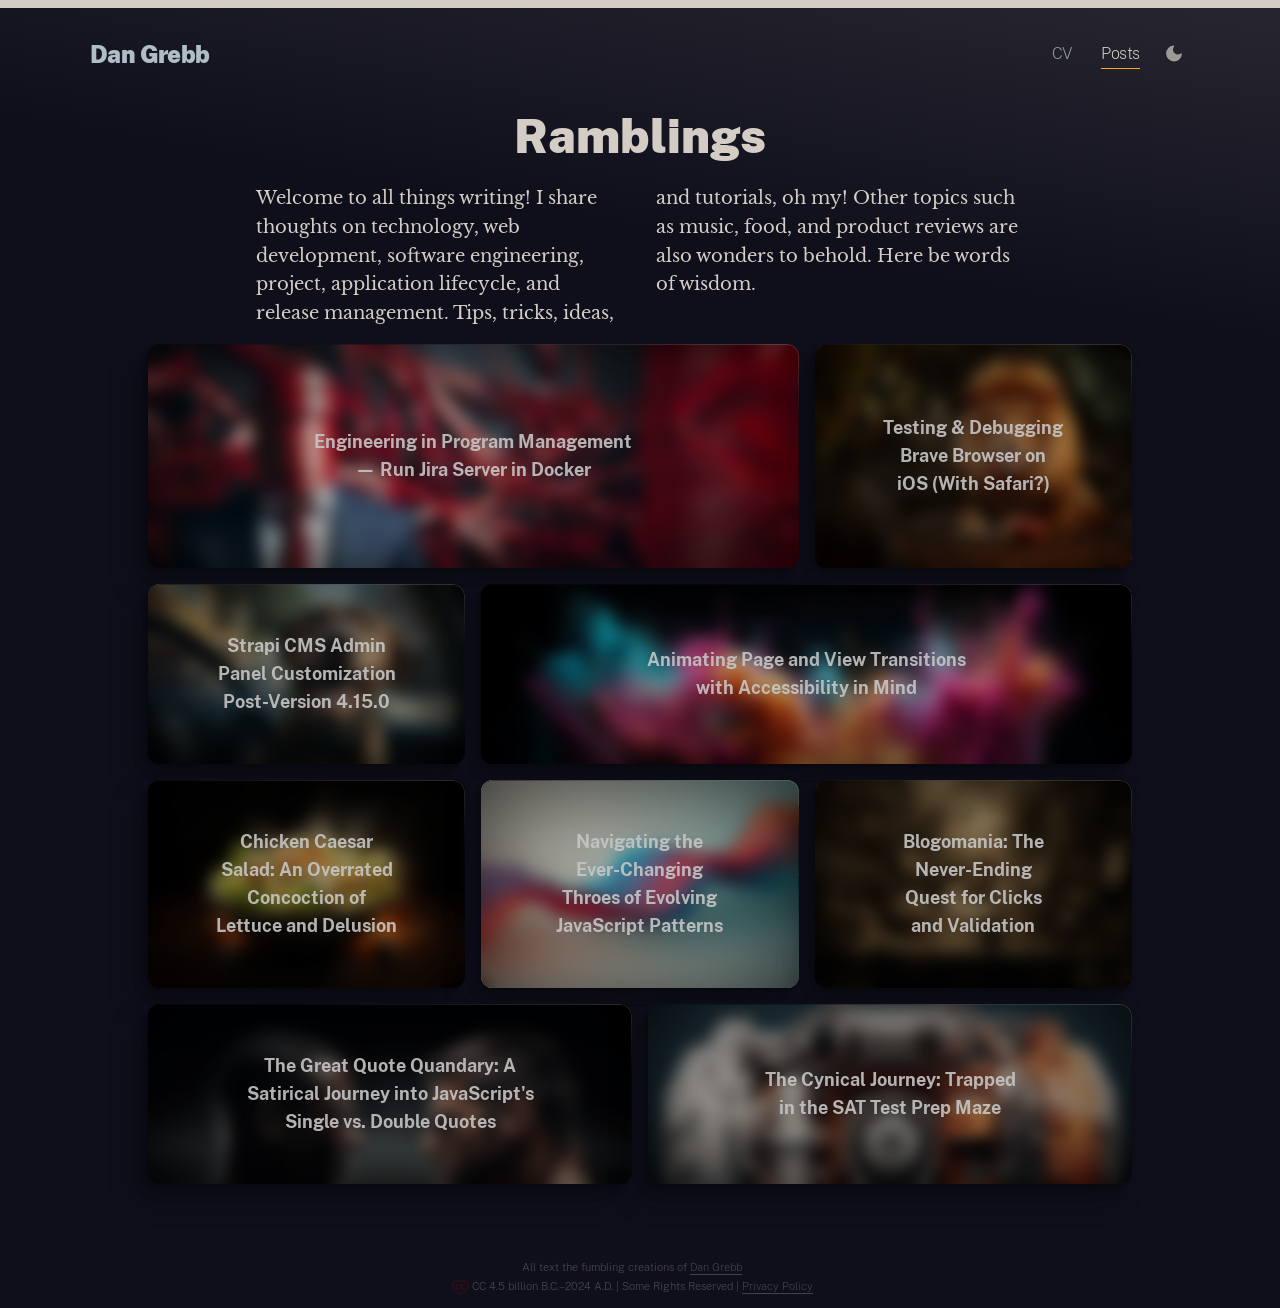 Dan Grebb
CV
Posts
Ramblings
Welcome to all things writing! I share
thoughts on technology, web
development, software engineering,
project, application lifecycle, and
release management. Tips, tricks, ideas,
and tutorials, oh my! Other topics such
as music, food, and product reviews are
also wonders to behold. Here be words
of wisdom.
Engineering in Program Management
— Run Jira Server in Docker
Testing & Debugging
Brave Browser on
iOS (With Safari?)
Strapi CMS Admin
Panel Customization
Post-Version 4.15.0
Animating Page and View Transitions
with Accessibility in Mind
Chicken Caesar
Salad: An Overrated
Concoction of
Lettuce and Delusion
Navigating the
Ever-Changing
Throes of Evolving
JavaScript Patterns
Blogomania: The
Never-Ending
Quest for Clicks
and Validation
The Great Quote Quandary: A
Satirical Journey into JavaScript's
Single vs. Double Quotes
The Cynical Journey: Trapped
in the SAT Test Prep Maze
All text the fumbling creations of Dan Grebb
CC 4.5 billion B.C.–2024 A.D. | Some Rights Reserved | Privacy Policy